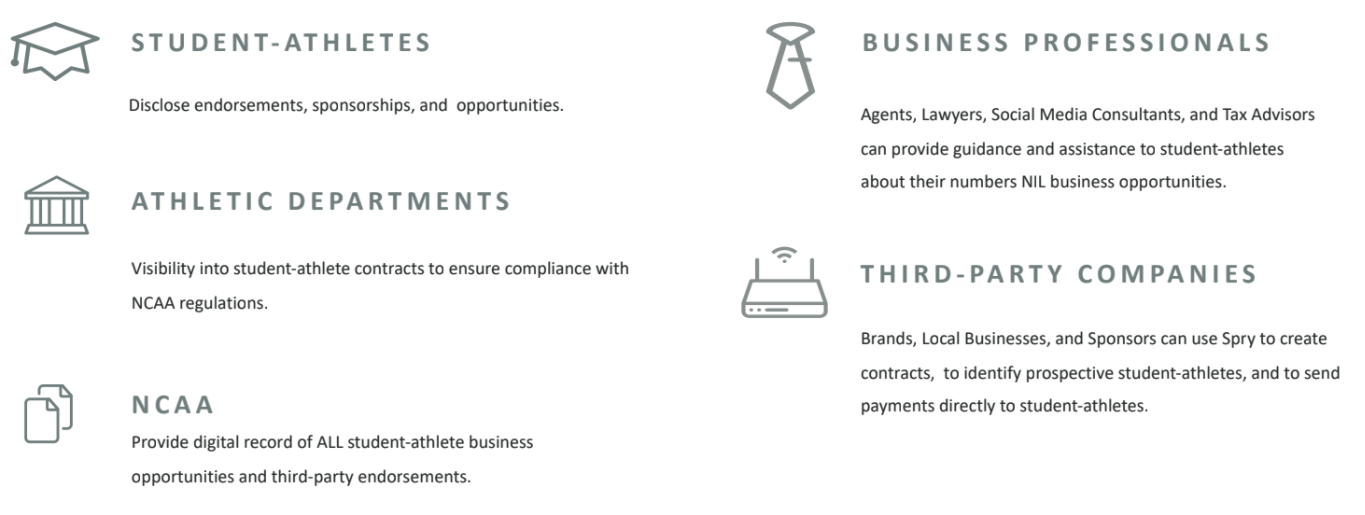 STUDENT-ATHLETES
Disclose endorsements, sponsorships, and  opportunities.
ATHLETIC DEPARTMENTS
Visibility into student-athlete contracts to ensure compliance with
NCAA regulations.
NCAA
Provide digital record of ALL student-athlete business
opportunities and third-party endorsements.
BUSINESS PROFESSIONALS
Agents, Lawyers, Social Media Consultants, and Tax Advisors
can provide guidance and assistance to student-athletes
about their numbers NIL business opportunities.
THIRD-PARTY COMPANIES
Brands, Local Businesses, and Sponsors can use Spry to create
contracts,  to identify prospective student-athletes, and to send
payments directly to student-athletes.